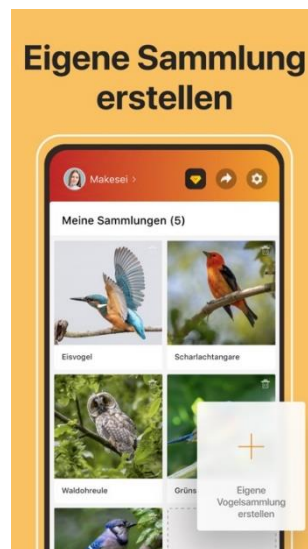 Eigene Sammlung
erstellen
Makesei >
Meine Sammlungen (5)
Eisvogel
Scharlachtangare
Waldohreule
Eigene
Vogelsammlung
erstellen